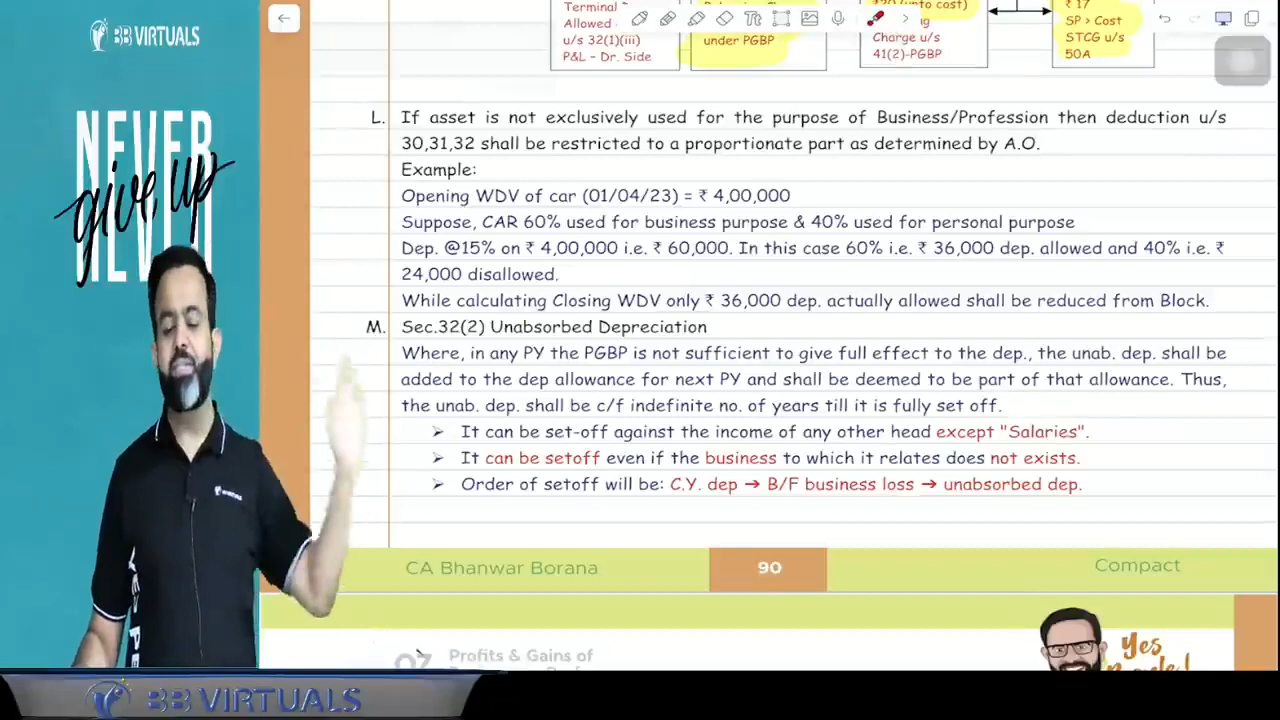 BB VIRTUALS
NEVER
give up
NEVER
Terminal
Allowed
u/s 32(1)(iii)
P&L – Dr. Side
under PGBP
₹20 (upto cost)
Charge u/s
41(2)-PGBP
₹ 17
SP > Cost
STCG u/s
50A
L. If asset is not exclusively used for the purpose of Business/Profession then deduction u/s
30,31,32 shall be restricted to a proportionate part as determined by A.O.
Example:
Opening WDV of car (01/04/23) = ₹ 4,00,000
Suppose, CAR 60% used for business purpose & 40% used for personal purpose
Dep. @15% on ₹ 4,00,000 i.e. ₹ 60,000. In this case 60% i.e. ₹ 36,000 dep. allowed and 40% i.e. ₹
24,000 disallowed.
While calculating Closing WDV only ₹ 36,000 dep. actually allowed shall be reduced from Block.
M. Sec.32(2) Unabsorbed Depreciation
Where, in any PY the PGBP is not sufficient to give full effect to the dep., the unab. dep. shall be
added to the dep allowance for next PY and shall be deemed to be part of that allowance. Thus,
the unab. dep. shall be c/f indefinite no. of years till it is fully set off.
➢ It can be set-off against the income of any other head except "Salaries".
➢ It can be setoff even if the business to which it relates does not exists.
➢ Order of setoff will be: C.Y. dep → B/F business loss → unabsorbed dep.
CA Bhanwar Borana
90
Compact
Profits & Gains of
Yes
BB VIRTUALS